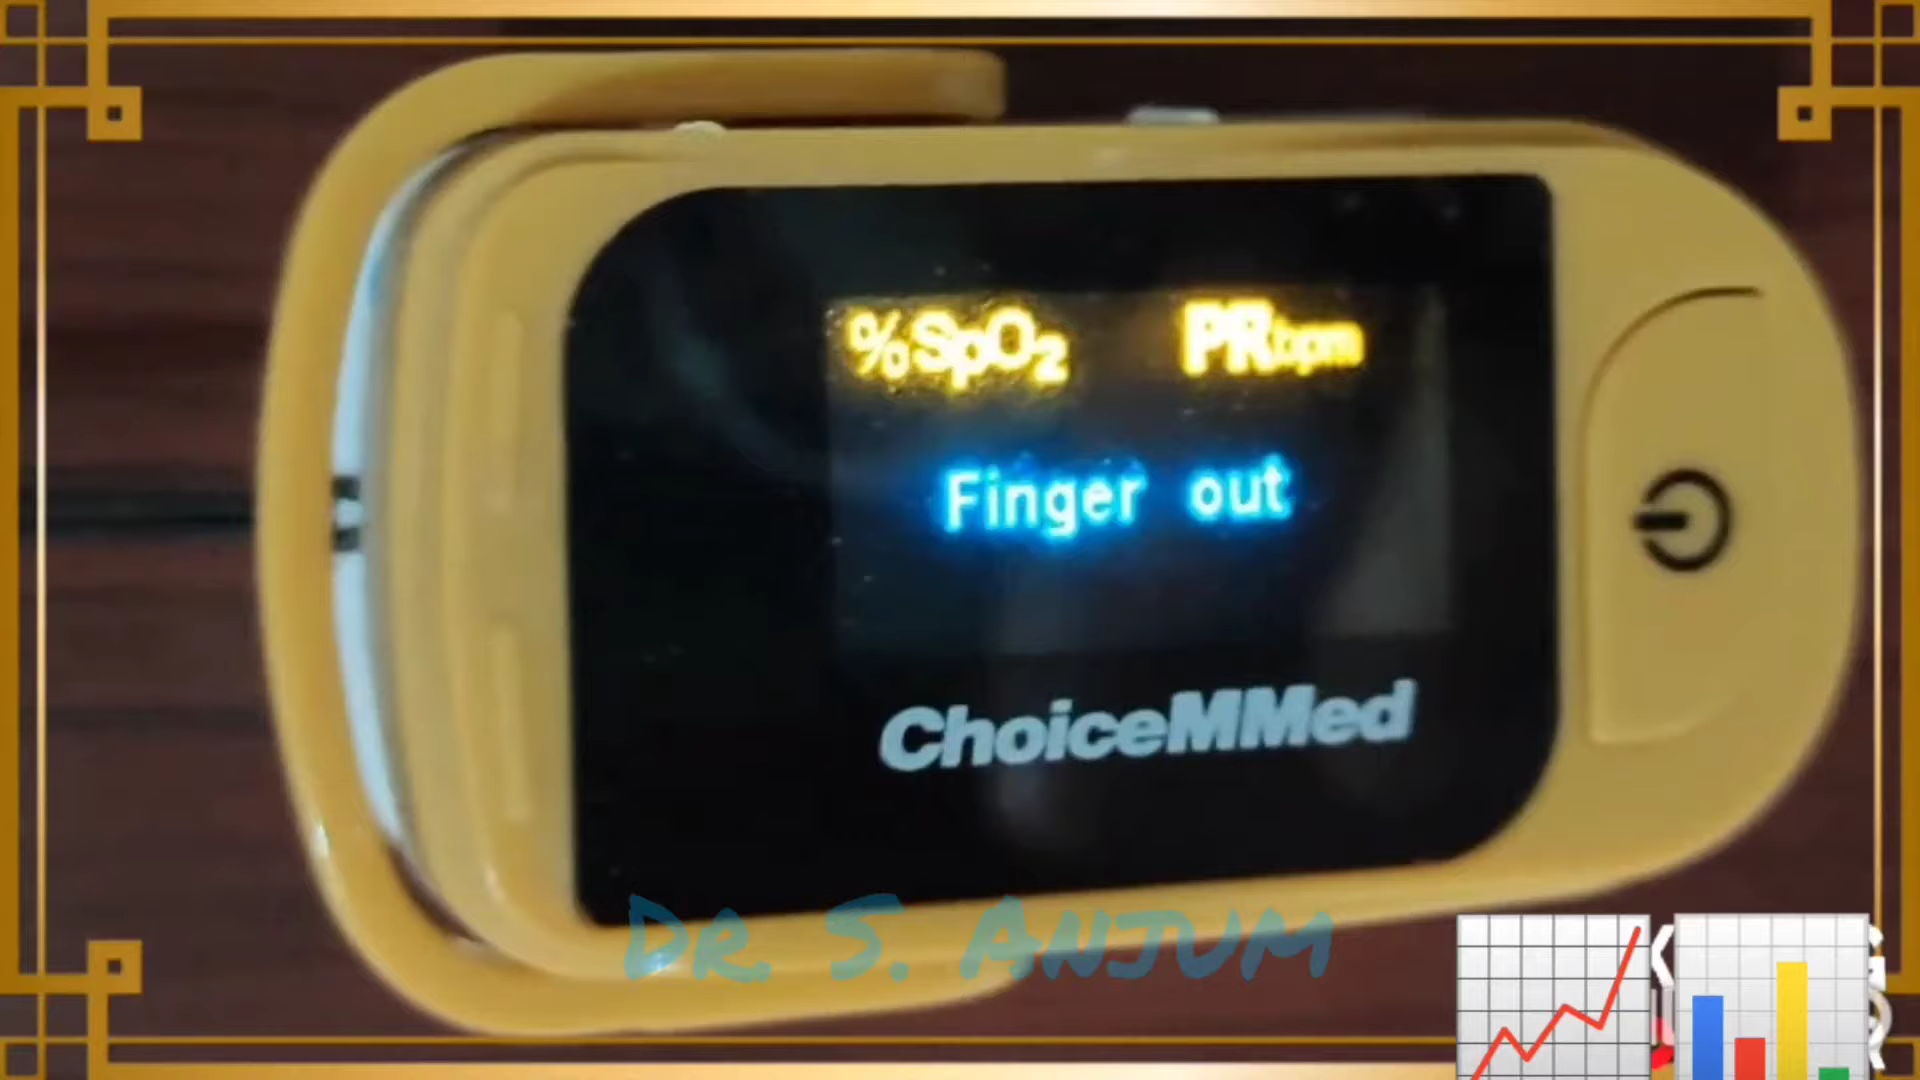 %SpO₂ PRbpm
Finger out
ChoiceMMed
DR. S. ANJUM